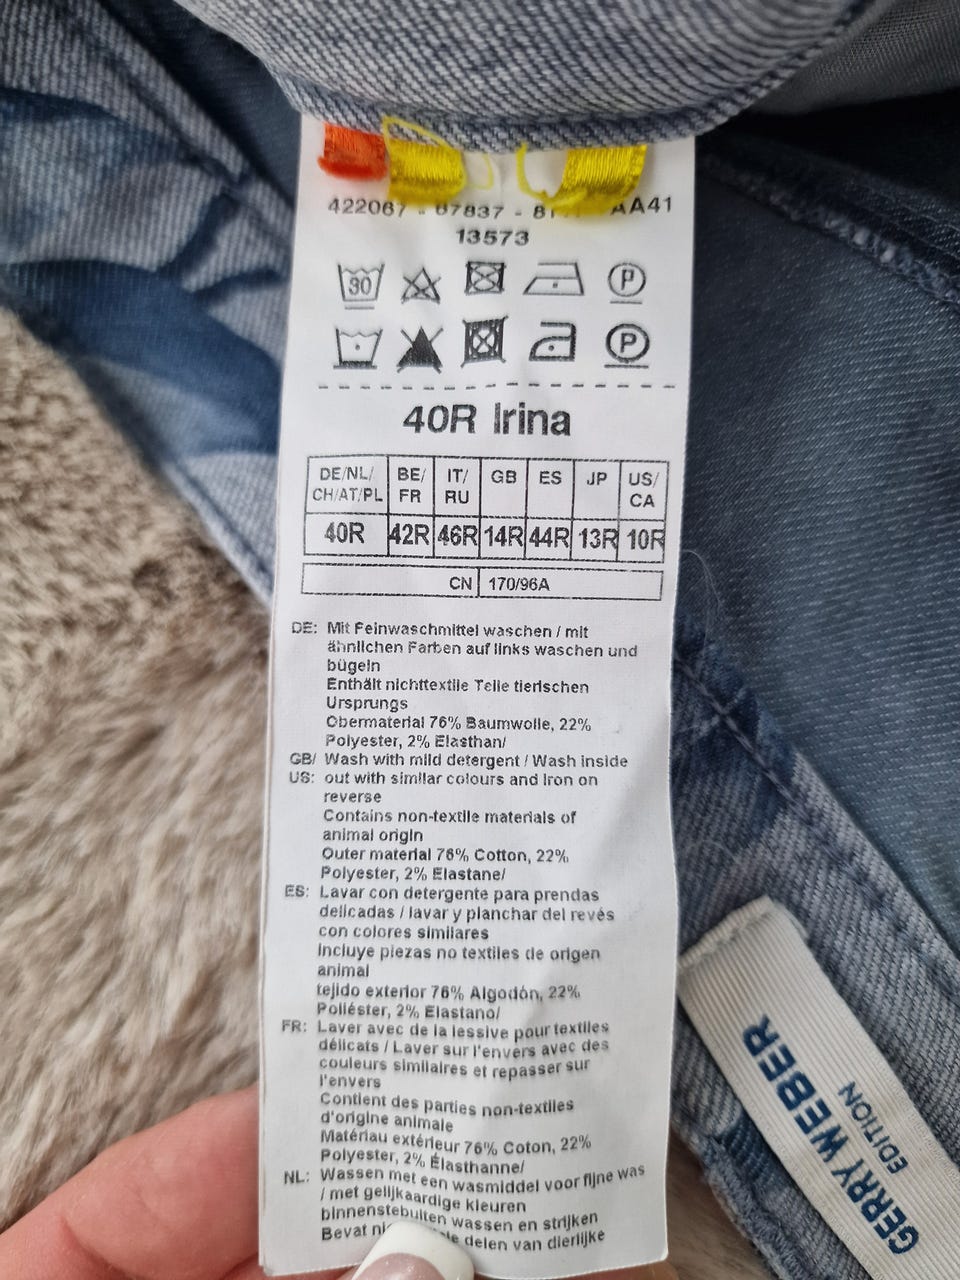 422067 - 67837 - AA41
13573
30 P
P
40R Irina
DE/NL/ CH/AT/PL BE/ FR IT/ RU GB ES JP US/ CA
40R 42R 46R 14R 44R 13R 10R
CN 170/96A
DE: Mit Feinwaschmittel waschen / mit
ähnlichen Farben auf links waschen und
bügeln
Enthält nichttextile Teile tierischen
Ursprungs
Obermaterial 76% Baumwolle, 22%
Polyester, 2% Elasthan/
GB/ Wash with mild detergent / Wash inside
US: out with similar colours and iron on
reverse
Contains non-textile materials of
animal origin
Outer material 76% Cotton, 22%
Polyester, 2% Elastane/
ES: Lavar con detergente para prendas
delicadas / lavar y planchar del revés
con colores similares
Incluye piezas no textiles de origen
animal
tejido exterior 76% Algodón, 22%
Poliéster, 2% Elastano/
FR: Laver avec de la lessive pour textiles
délicats / Laver sur l'envers avec des
couleurs similaires et repasser sur
l'envers
Contient des parties non-textiles
d'origine animale
Matériau extérieur 76% Coton, 22%
Polyester, 2% Élasthanne/
NL: Wassen met een wasmiddel voor fijne was
/ met gelijkaardige kleuren
binnenstebuiten wassen en strijken
Bevat delen van dierlijke
GERRY WEBER
EDITION